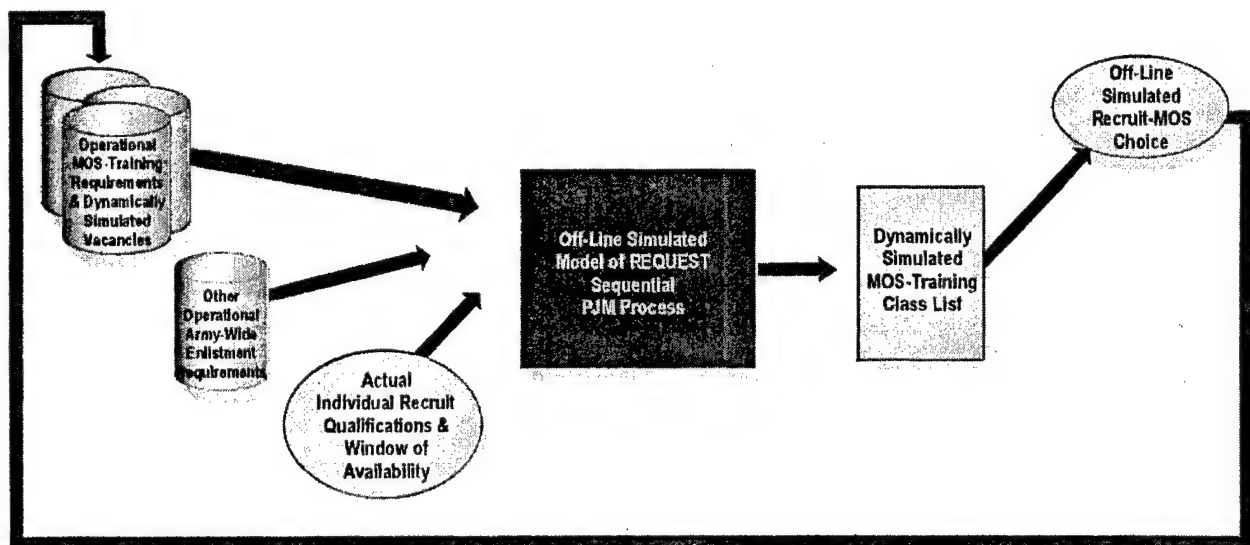 Operational
MOS-Training
Requirements
& Dynamically
Simulated
Vacancies
Other
Operational
Army-Wide
Enlistment
Requirements
Actual
Individual Recruit
Qualifications &
Window of
Availability
Off-Line Simulated
Model of REQUEST
Sequential
PJM Process
Dynamically
Simulated
MOS-Training
Class List
Off-Line
Simulated
Recruit-MOS
Choice